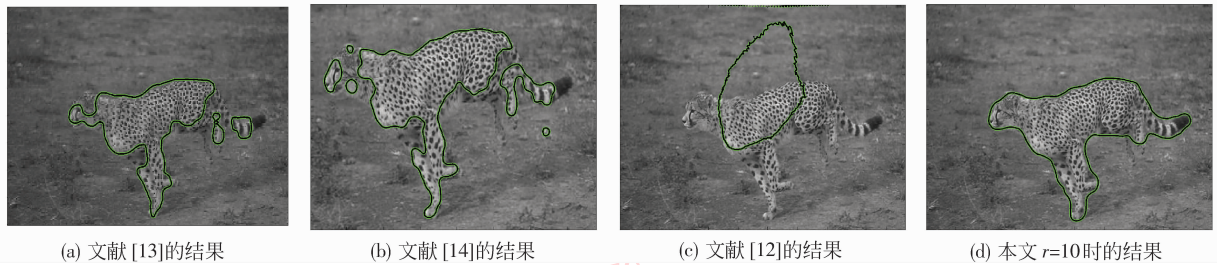 (a) 文献 [13]的结果
(b) 文献 [14]的结果
(c) 文献 [12]的结果
(d) 本文 r=10时的结果